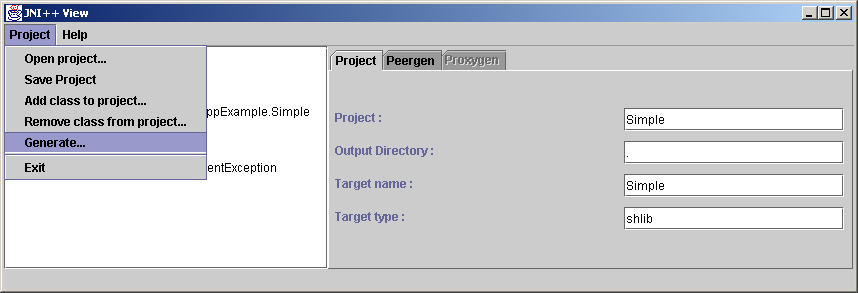 JNI++ View
Project Help
Open project...
Save Project
Add class to project...
Remove class from project...
Generate...
Exit
ppExample.Simple
entException
Project Peergen Proxygen
Project : Simple
Output Directory : .
Target name : Simple
Target type : shlib